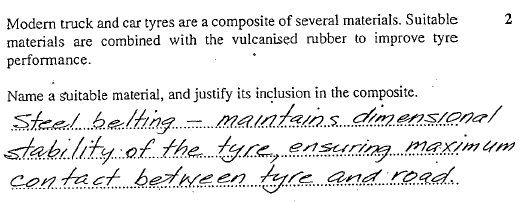 Modern truck and car tyres are a composite of several materials. Suitable 2
materials are combined with the vulcanised rubber to improve tyre
performance.
Name a suitable material, and justify its inclusion in the composite.
Steel belting – maintains dimensional
stability of the tyre, ensuring maximum
contact between tyre and road.